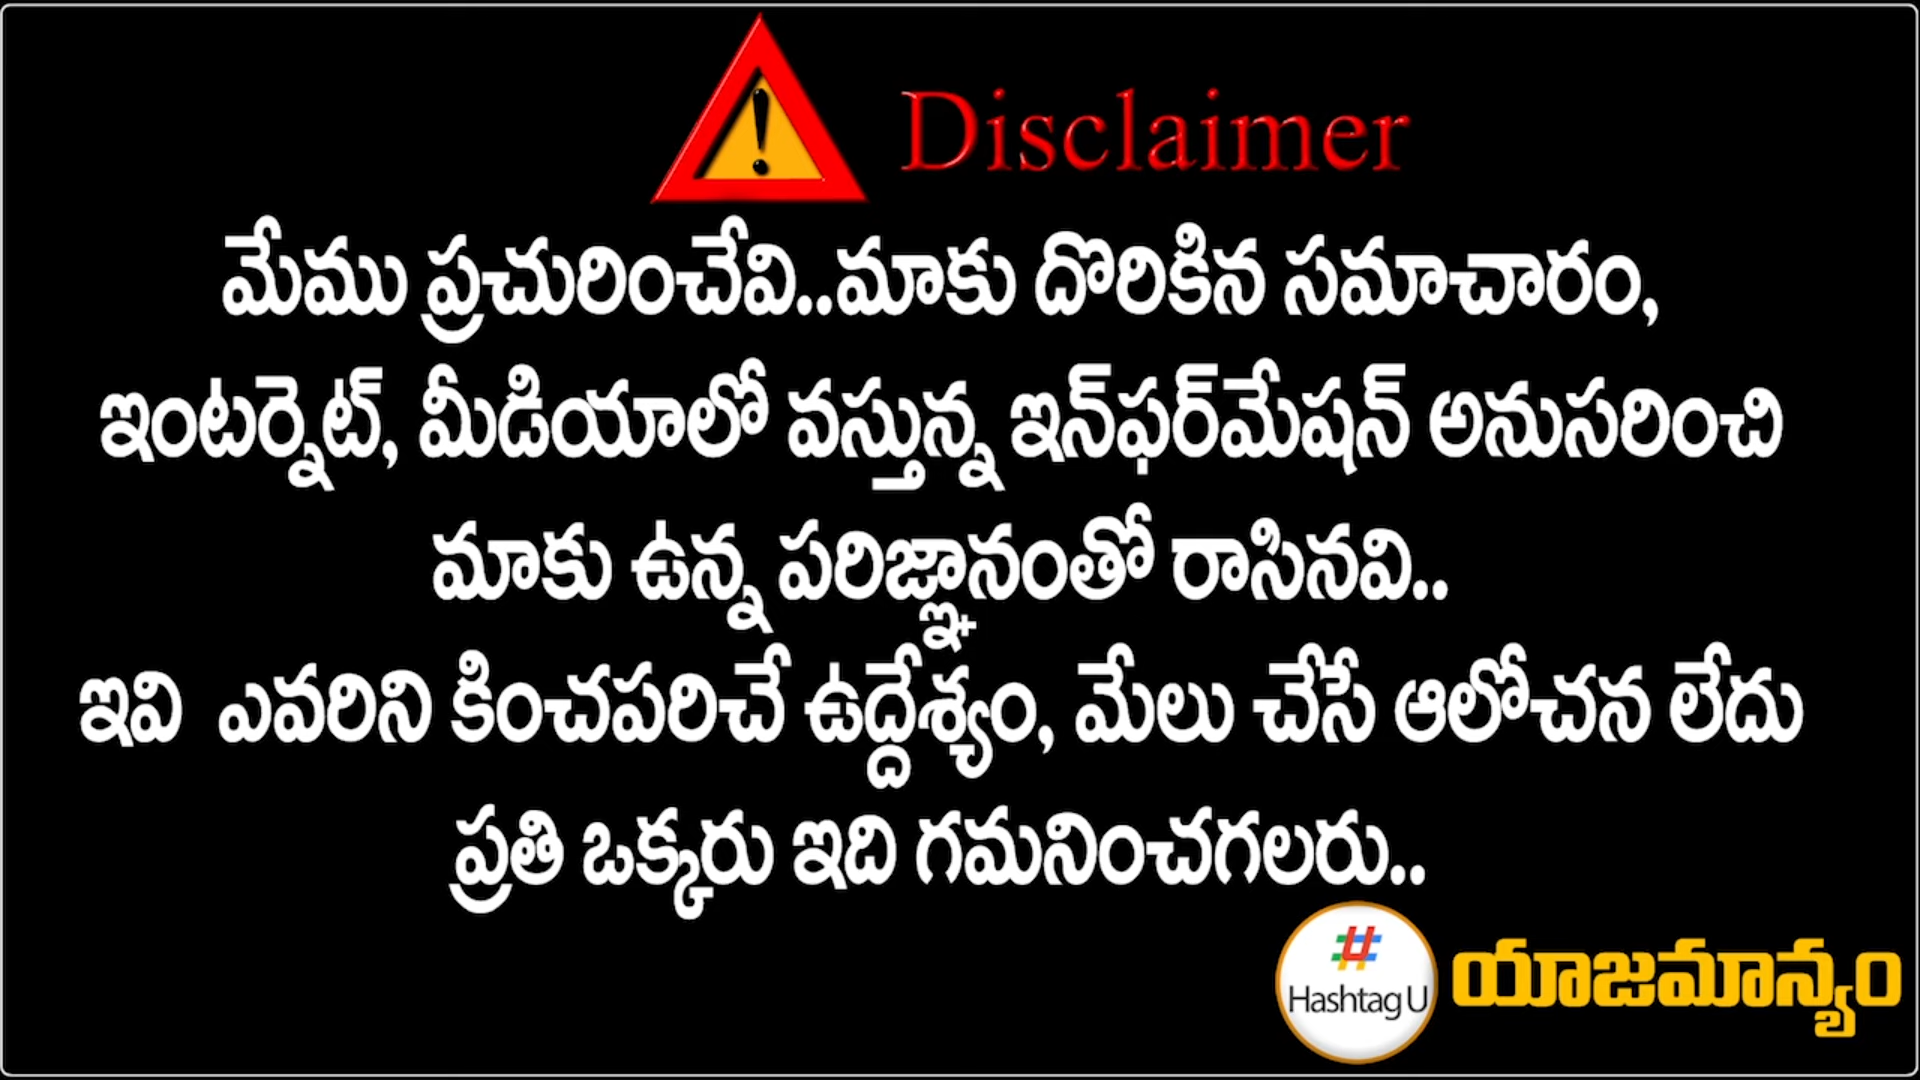 Disclaimer
మేము ప్రచురించేవి..మాకు దొరికిన సమాచారం,
ఇంటర్నెట్, మీడియాలో వస్తున్న ఇన్‌ఫర్‌మేషన్ అనుసరించి
మాకు ఉన్న పరిజ్ఞానంతో రాసినవి..
ఇవి ఎవరిని కించపరిచే ఉద్దేశ్యం, మేలు చేసే ఆలోచన లేదు
ప్రతి ఒక్కరు ఇది గమనించగలరు..
# Hashtag U యాజమాన్యం